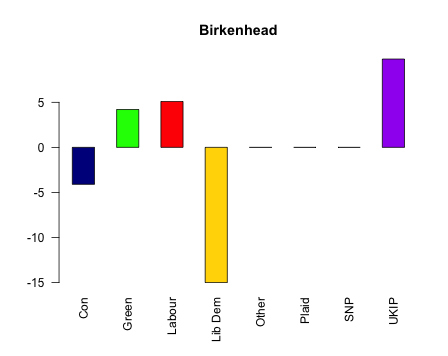 Birkenhead
5
0
-5
-10
-15
Con
Green
Labour
Lib Dem
Other
Plaid
SNP
UKIP